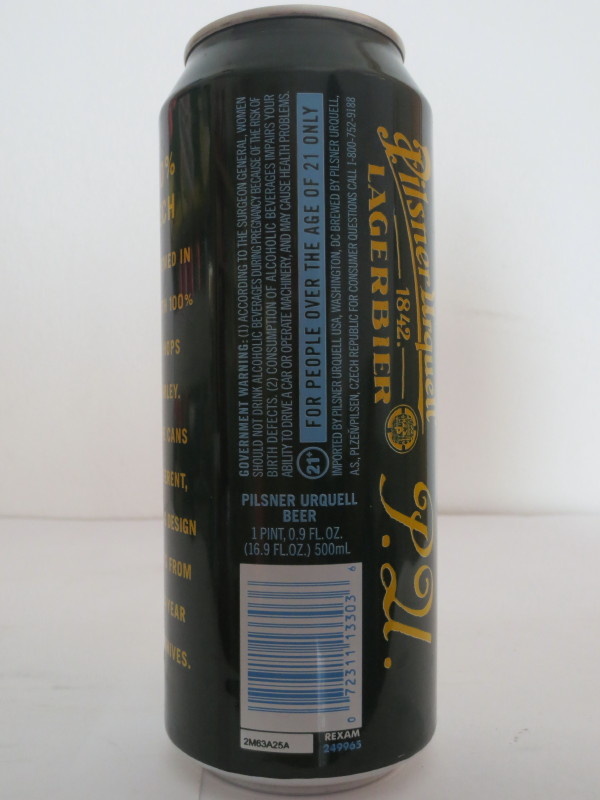 %
CH
ED IN
100%
OPS
LEY.
CANS
RENT,
DESIGN
FROM
YEAR
IVES.
GOVERNMENT WARNING: (1) ACCORDING TO THE SURGEON GENERAL, WOMEN
SHOULD NOT DRINK ALCOHOLIC BEVERAGES DURING PREGNANCY BECAUSE OF THE RISK OF
BIRTH DEFECTS. (2) CONSUMPTION OF ALCOHOLIC BEVERAGES IMPAIRS YOUR
ABILITY TO DRIVE A CAR OR OPERATE MACHINERY, AND MAY CAUSE HEALTH PROBLEMS.
21+ FOR PEOPLE OVER THE AGE OF 21 ONLY
IMPORTED BY PILSNER URQUELL USA, WASHINGTON, DC BREWED BY PILSNER URQUELL,
A.S., PLZEŇ/PILSEN, CZECH REPUBLIC FOR CONSUMER QUESTIONS CALL 1-800-752-9188
PILSNER URQUELL
BEER
1 PINT, 0.9 FL. OZ.
(16.9 FL.OZ.) 500mL
0 72311 13303 6
2M63A25A
REXAM
249965
Pilsner Urquell
1842.
LAGERBIER
P.U.